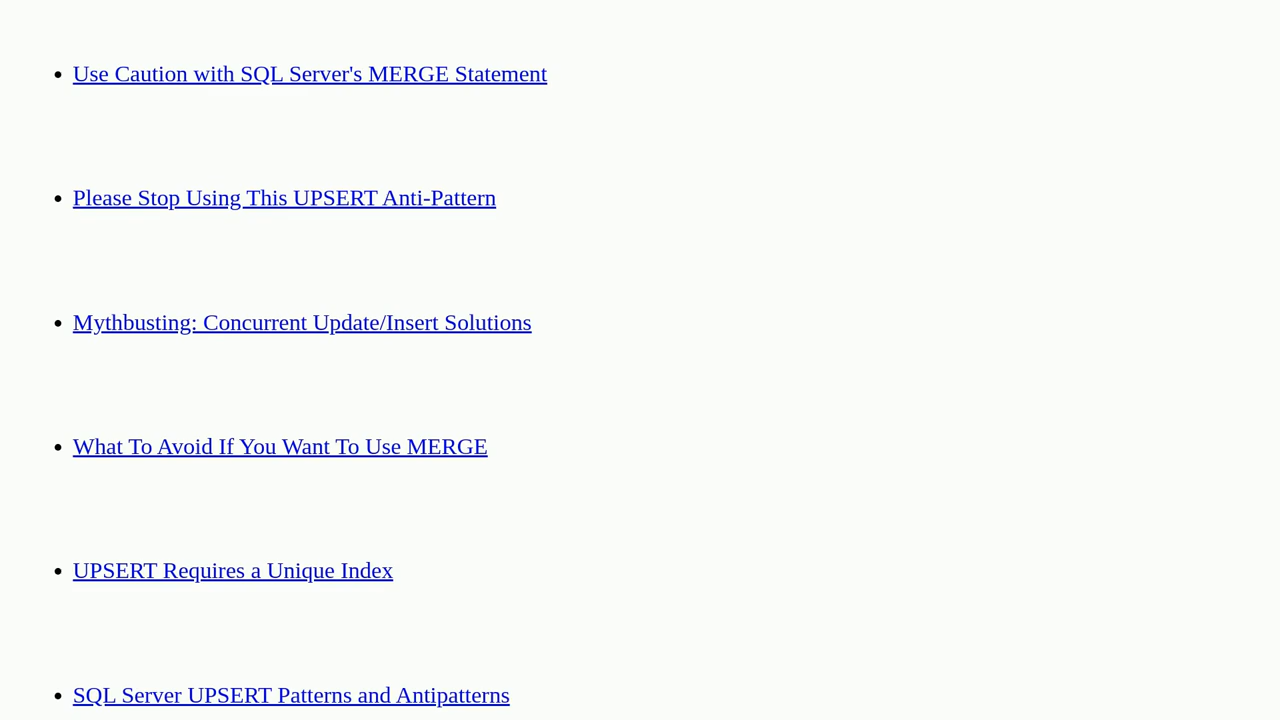 Use Caution with SQL Server's MERGE Statement
Please Stop Using This UPSERT Anti-Pattern
Mythbusting: Concurrent Update/Insert Solutions
What To Avoid If You Want To Use MERGE
UPSERT Requires a Unique Index
SQL Server UPSERT Patterns and Antipatterns